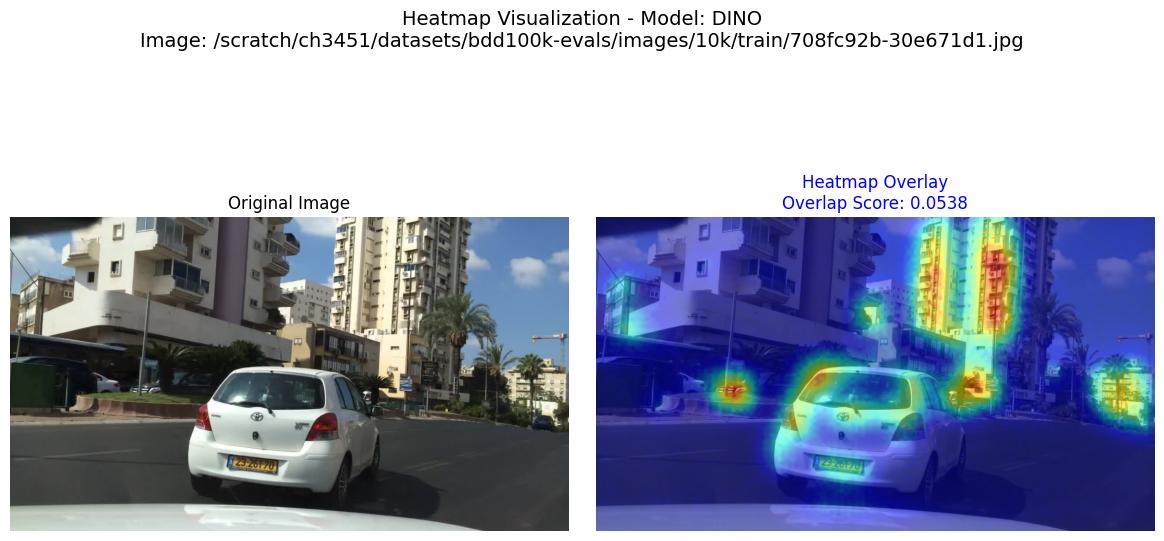 Heatmap Visualization - Model: DINO
Image: /scratch/ch3451/datasets/bdd100k-evals/images/10k/train/708fc92b-30e671d1.jpg
Original Image
Heatmap Overlay
Overlap Score: 0.0538